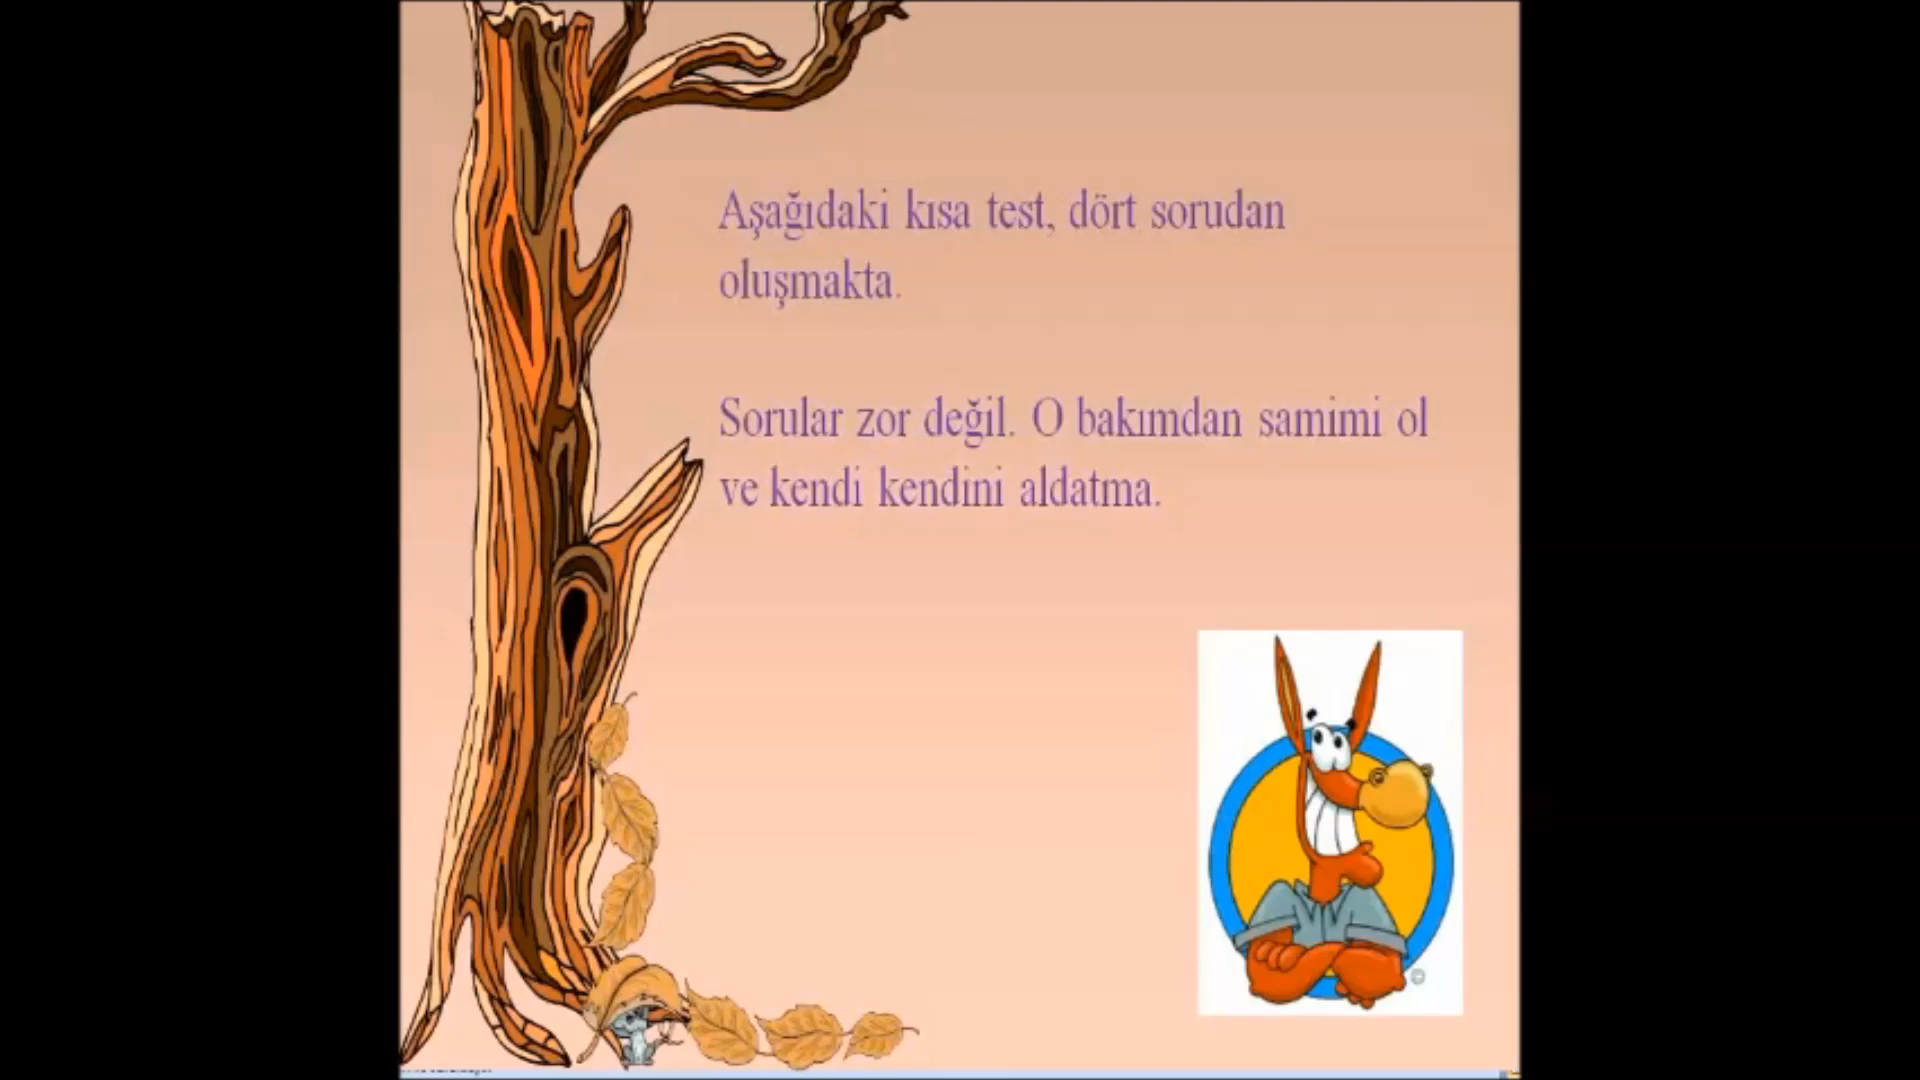 Aşağıdaki kısa test, dört sorudan
oluşmakta.
Sorular zor değil. O bakımdan samimi ol
ve kendi kendini aldatma.
©